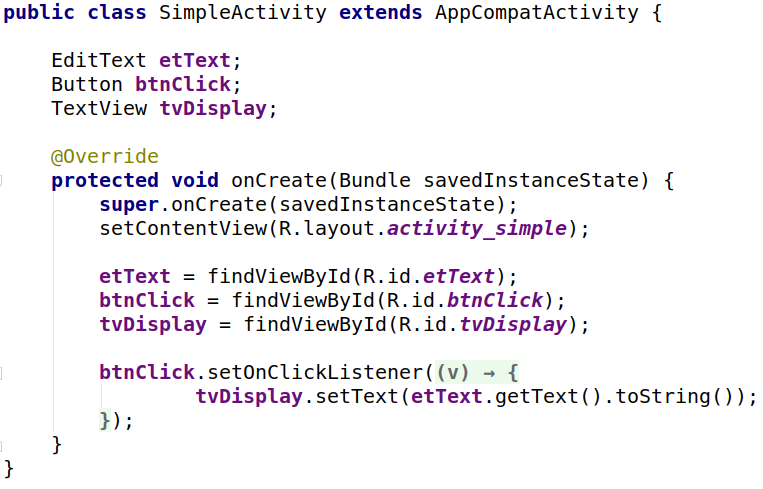 public class SimpleActivity extends AppCompatActivity {
EditText etText;
Button btnClick;
TextView tvDisplay;
@Override
protected void onCreate(Bundle savedInstanceState) {
super.onCreate(savedInstanceState);
setContentView(R.layout.activity_simple);
etText = findViewById(R.id.etText);
btnClick = findViewById(R.id.btnClick);
tvDisplay = findViewById(R.id.tvDisplay);
btnClick.setOnClickListener((v) → {
tvDisplay.setText(etText.getText().toString());
});
}
}